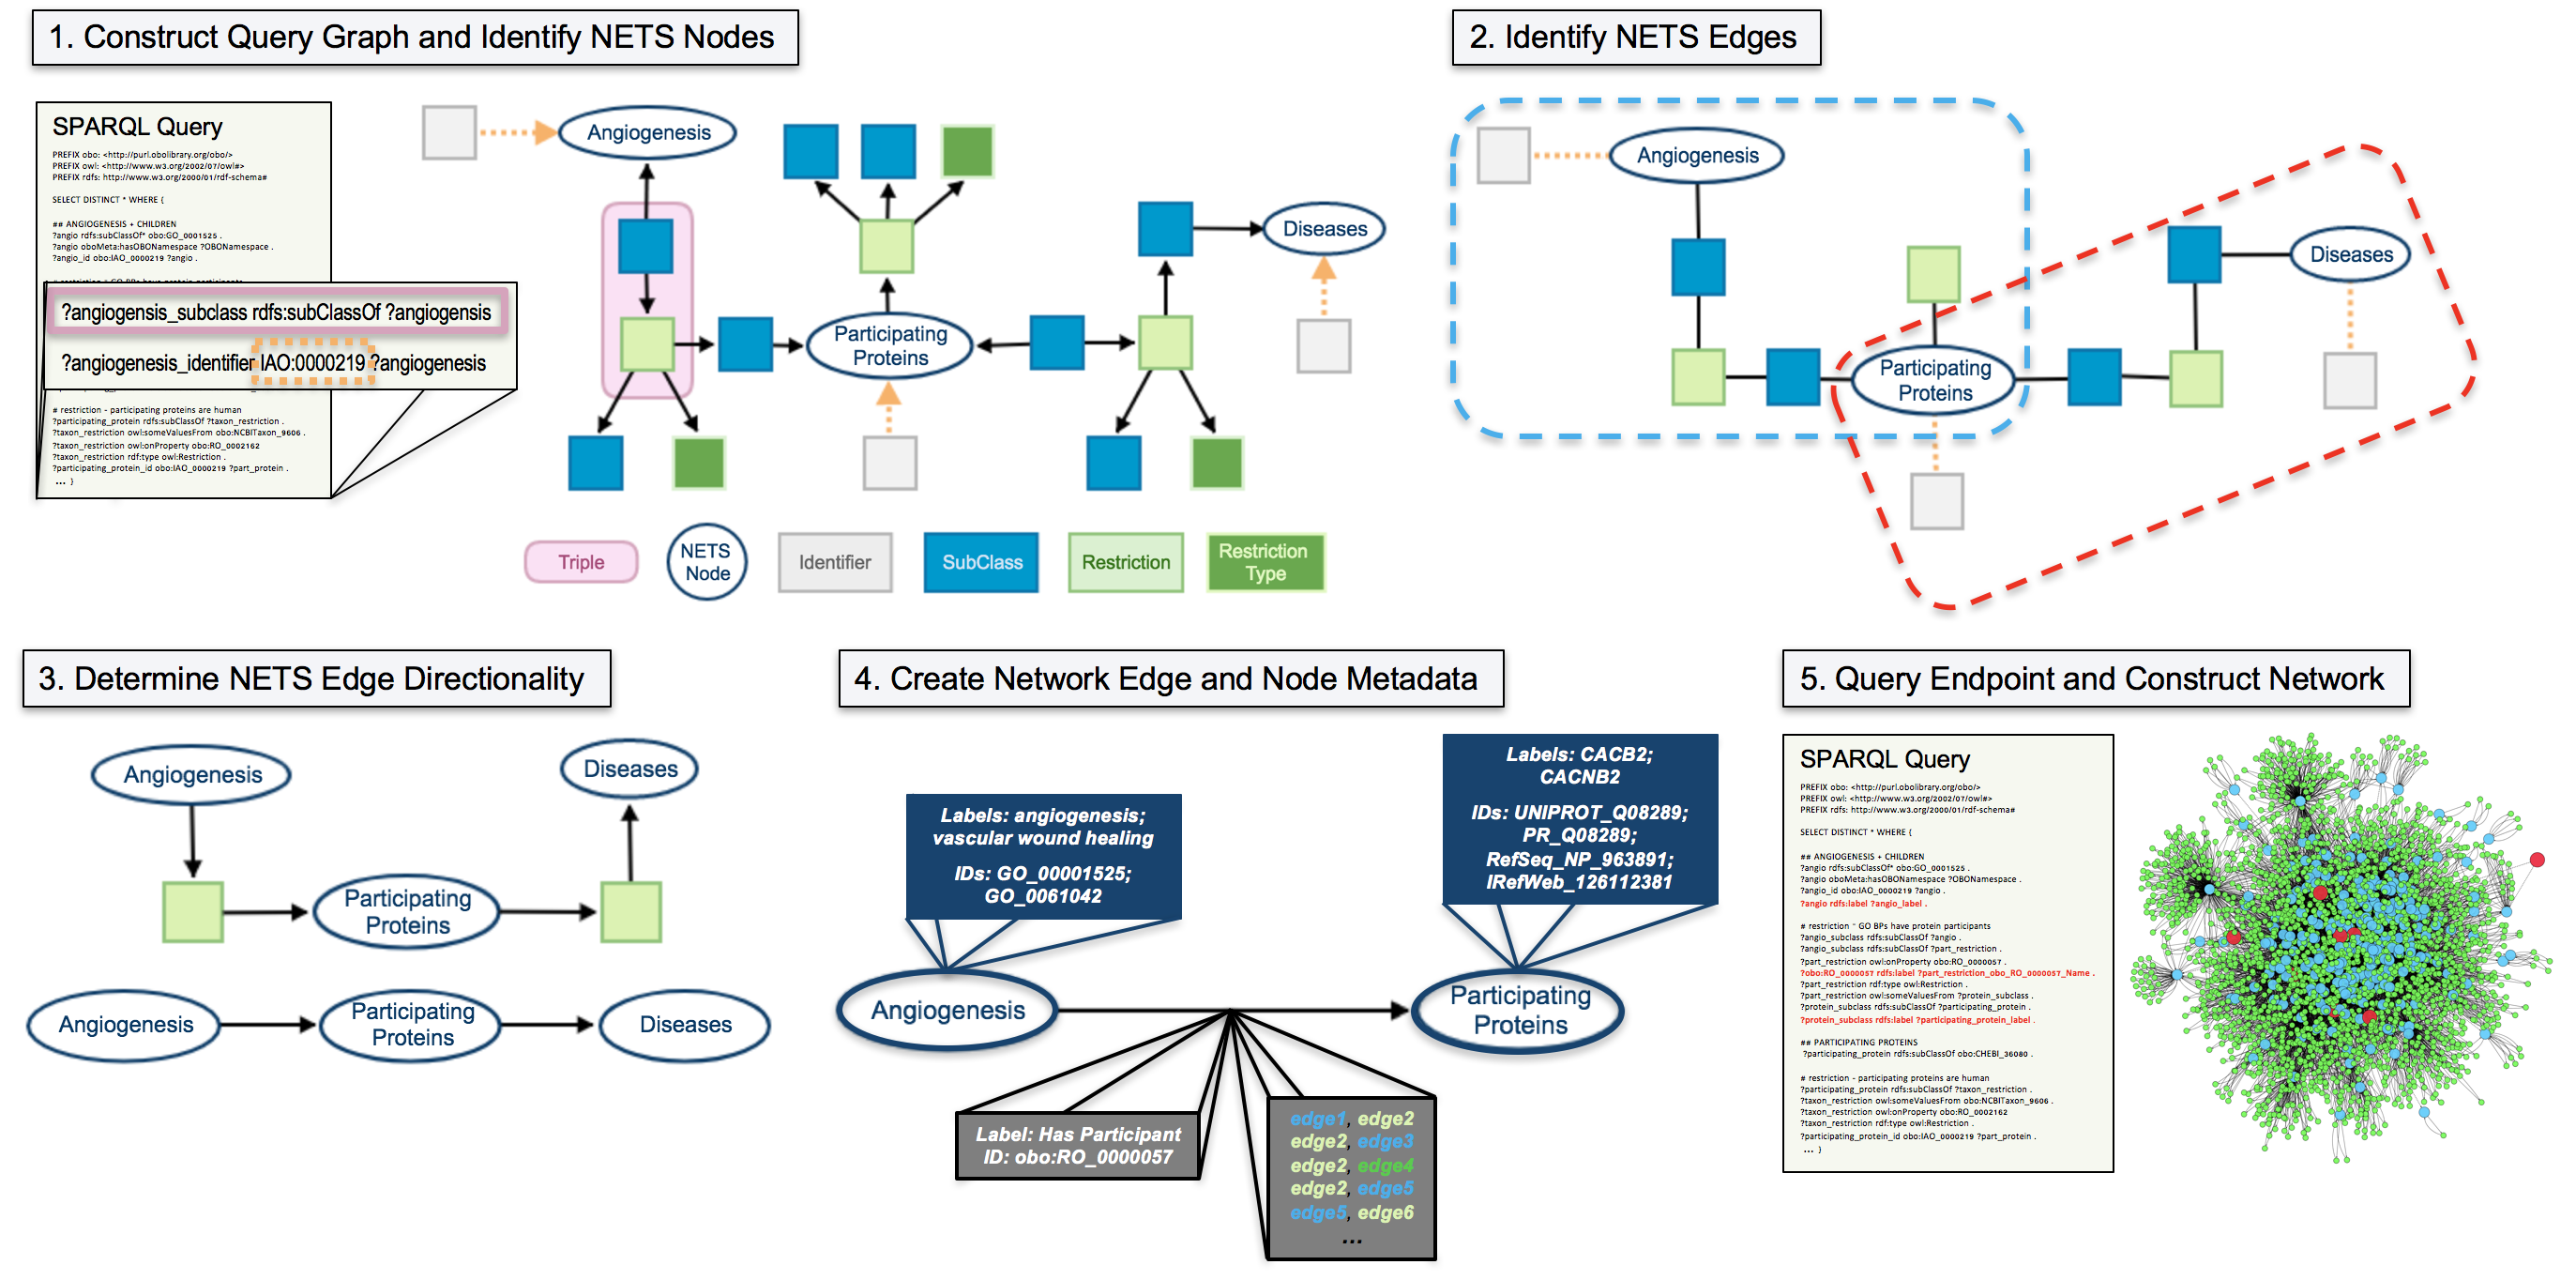 1. Construct Query Graph and Identify NETS Nodes
SPARQL Query
PREFIX obo: <http://purl.obolibrary.org/obo/>
PREFIX owl: <http://www.w3.org/2002/07/owl#>
PREFIX rdfs: http://www.w3.org/2000/01/rdf-schema#
SELECT DISTINCT * WHERE {
## ANGIOGENESIS + CHILDREN
?angio rdfs:subClassOf* obo:GO_0001525 .
?angio oboMeta:hasOBONamespace ?OBONamespace .
?angio_id obo:IAO_0000219 ?angio .
?angiogensis_subclass rdfs:subClassOf ?angiogensis
?angiogenesis_identifier IAO:0000219 ?angiogenesis
# restriction - participating proteins are human
?participating_protein rdfs:subClassOf ?taxon_restriction .
?taxon_restriction owl:someValuesFrom obo:NCBITaxon_9606 .
?taxon_restriction owl:onProperty obo:RO_0002162
?taxon_restriction rdf:type owl:Restriction .
?participating_protein_id obo:IAO_0000219 ?part_protein .
... }
Angiogenesis
Participating
Proteins
Diseases
Triple
NETS
Node
Identifier
SubClass
Restriction
Restriction
Type
2. Identify NETS Edges
Angiogenesis
Diseases
Participating
Proteins
3. Determine NETS Edge Directionality
Angiogenesis
Diseases
Participating
Proteins
Angiogenesis
Participating
Proteins
Diseases
4. Create Network Edge and Node Metadata
Labels: angiogenesis;
vascular wound healing
IDs: GO_00001525;
GO_0061042
Labels: CACB2;
CACNB2
IDs: UNIPROT_Q08289;
PR_Q08289;
RefSeq_NP_963891;
IRefWeb_126112381
Angiogenesis
Participating
Proteins
Label: Has Participant
ID: obo:RO_0000057
edge1, edge2
edge2, edge3
edge2, edge4
edge2, edge5
edge5, edge6
...
5. Query Endpoint and Construct Network
SPARQL Query
PREFIX obo: <http://purl.obolibrary.org/obo/>
PREFIX owl: <http://www.w3.org/2002/07/owl#>
PREFIX rdfs: http://www.w3.org/2000/01/rdf-schema#
SELECT DISTINCT * WHERE {
## ANGIOGENESIS + CHILDREN
?angio rdfs:subClassOf* obo:GO_0001525 .
?angio oboMeta:hasOBONamespace ?OBONamespace .
?angio_id obo:IAO_0000219 ?angio .
?angio rdfs:label ?angio_label .
# restriction ~ GO BPs have protein participants
?angio_subclass rdfs:subClassOf ?angio .
?angio_subclass rdfs:subClassOf ?part_restriction .
?part_restriction owl:onProperty obo:RO_0000057 .
?obo:RO_0000057 rdfs:label ?part_restriction_obo_RO_0000057_Name .
?part_restriction rdf:type owl:Restriction .
?part_restriction owl:someValuesFrom ?protein_subclass .
?protein_subclass rdfs:subClassOf ?participating_protein .
?protein_subclass rdfs:label ?participating_protein_label .
## PARTICIPATING PROTEINS
?participating_protein rdfs:subClassOf obo:CHEBI_36080 .
# restriction - participating proteins are human
?participating_protein rdfs:subClassOf ?taxon_restriction .
?taxon_restriction owl:someValuesFrom obo:NCBITaxon_9606 .
?taxon_restriction owl:onProperty obo:RO_0002162
?taxon_restriction rdf:type owl:Restriction .
?participating_protein_id obo:IAO_0000219 ?part_protein .
... }